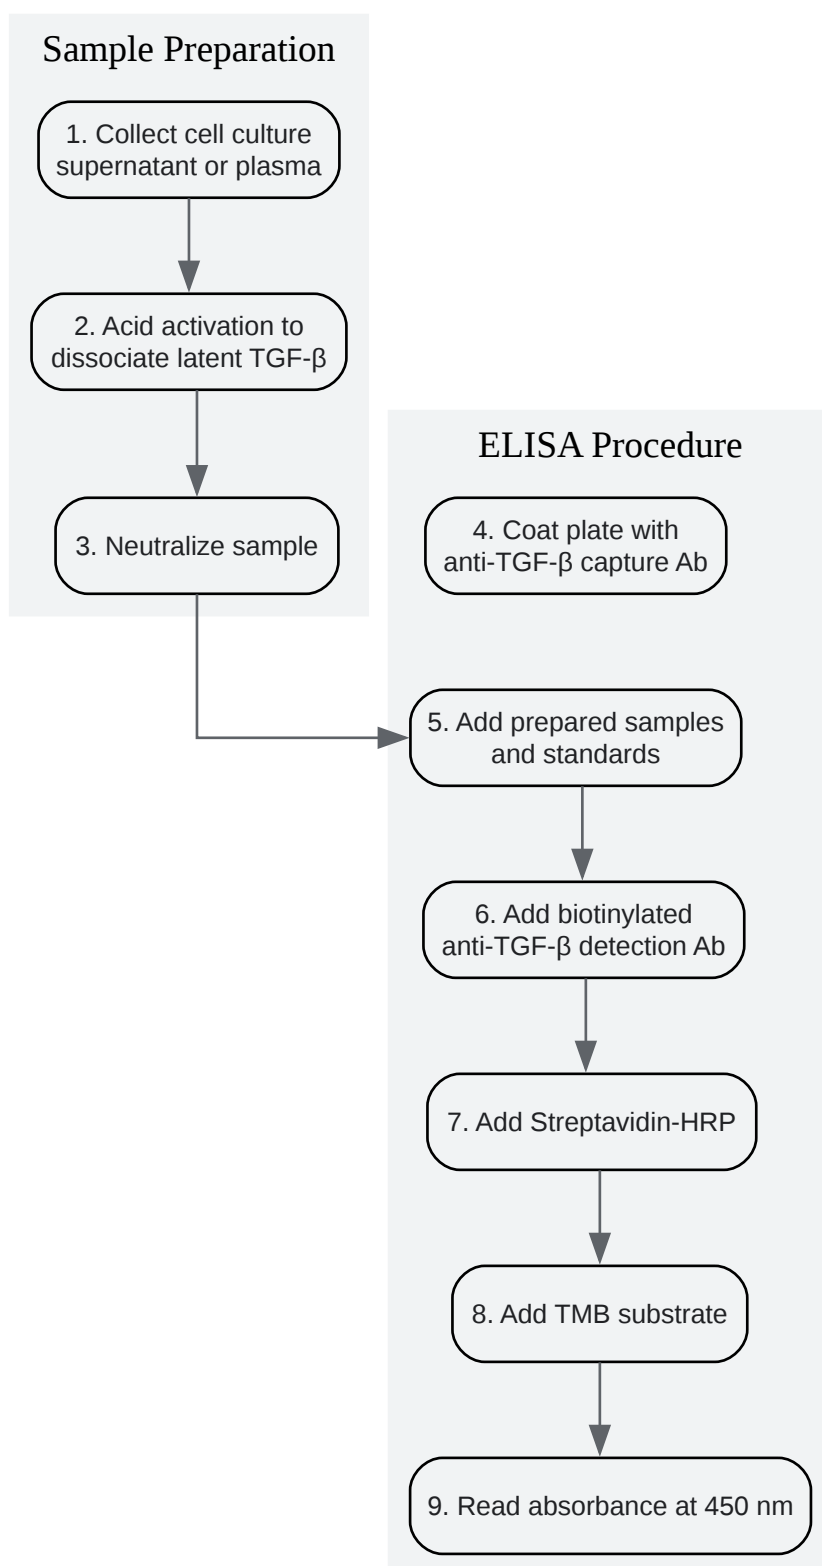 Sample Preparation
1. Collect cell culture
supernatant or plasma
2. Acid activation to
dissociate latent TGF-β
3. Neutralize sample
ELISA Procedure
4. Coat plate with
anti-TGF-β capture Ab
5. Add prepared samples
and standards
6. Add biotinylated
anti-TGF-β detection Ab
7. Add Streptavidin-HRP
8. Add TMB substrate
9. Read absorbance at 450 nm